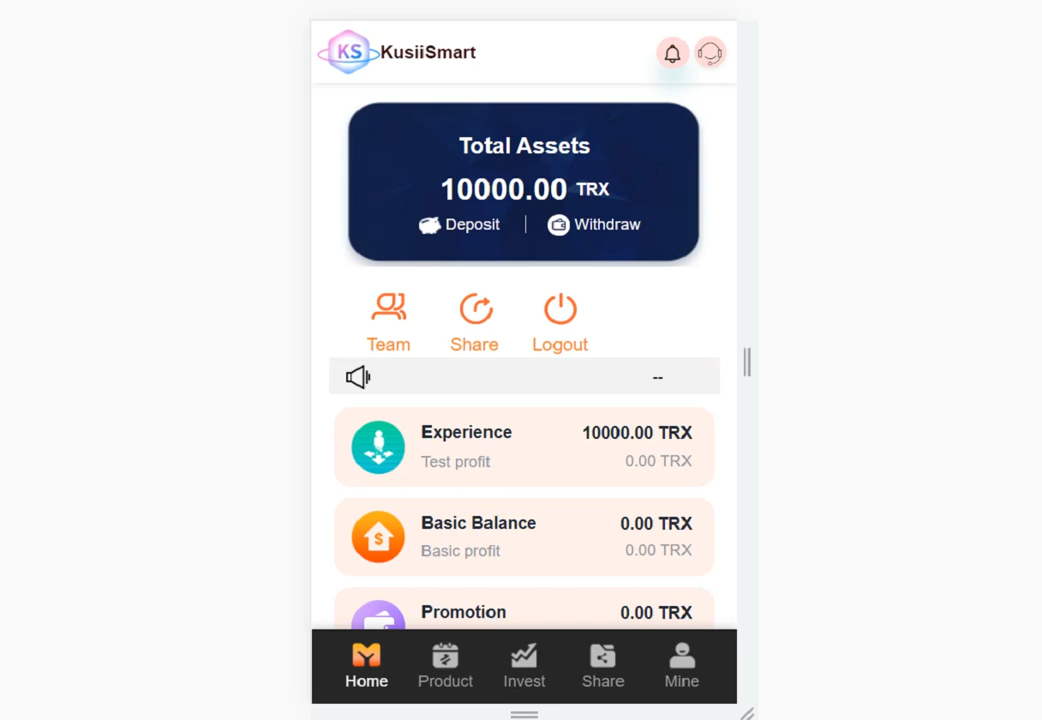 KS KusiiSmart
Total Assets
10000.00 TRX
Deposit Withdraw
Team Share Logout
--
Experience 10000.00 TRX
Test profit 0.00 TRX
Basic Balance 0.00 TRX
Basic profit 0.00 TRX
Promotion 0.00 TRX
Home Product Invest Share Mine